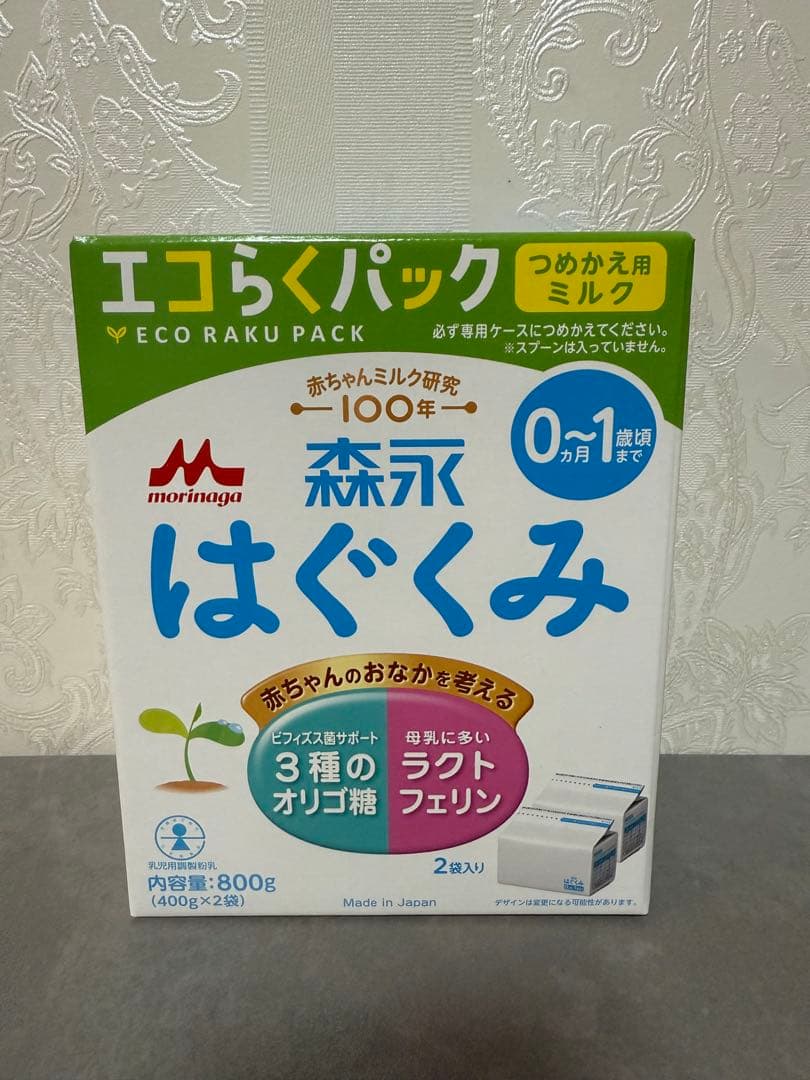 エコらくパック
つめかえ用
ミルク
ECO RAKU PACK
必ず専用ケースにつめかえてください。
※スプーンは入っていません。
赤ちゃんミルク研究
100年
0ヵ月〜1歳頃まで
morinaga
森永
はぐくみ
赤ちゃんのおなかを考える
ビフィズス菌サポート
3種の
オリゴ糖
母乳に多い
ラクト
フェリン
乳児用調製粉乳
内容量:800g
(400g×2袋)
2袋入り
はぐくみ
Made in Japan
デザインは変更になる可能性があります。